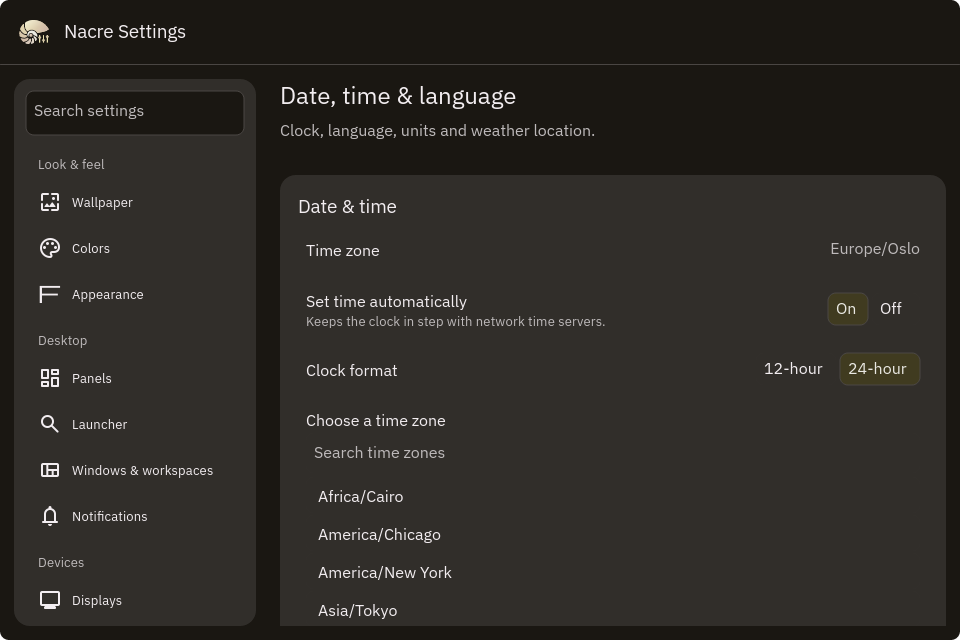 Nacre Settings
Search settings
Look & feel
Wallpaper
Colors
Appearance
Desktop
Panels
Launcher
Windows & workspaces
Notifications
Devices
Displays
Date, time & language
Clock, language, units and weather location.
Date & time
Time zone
Europe/Oslo
Set time automatically
Keeps the clock in step with network time servers.
On
Off
Clock format
12-hour
24-hour
Choose a time zone
Search time zones
Africa/Cairo
America/Chicago
America/New York
Asia/Tokyo